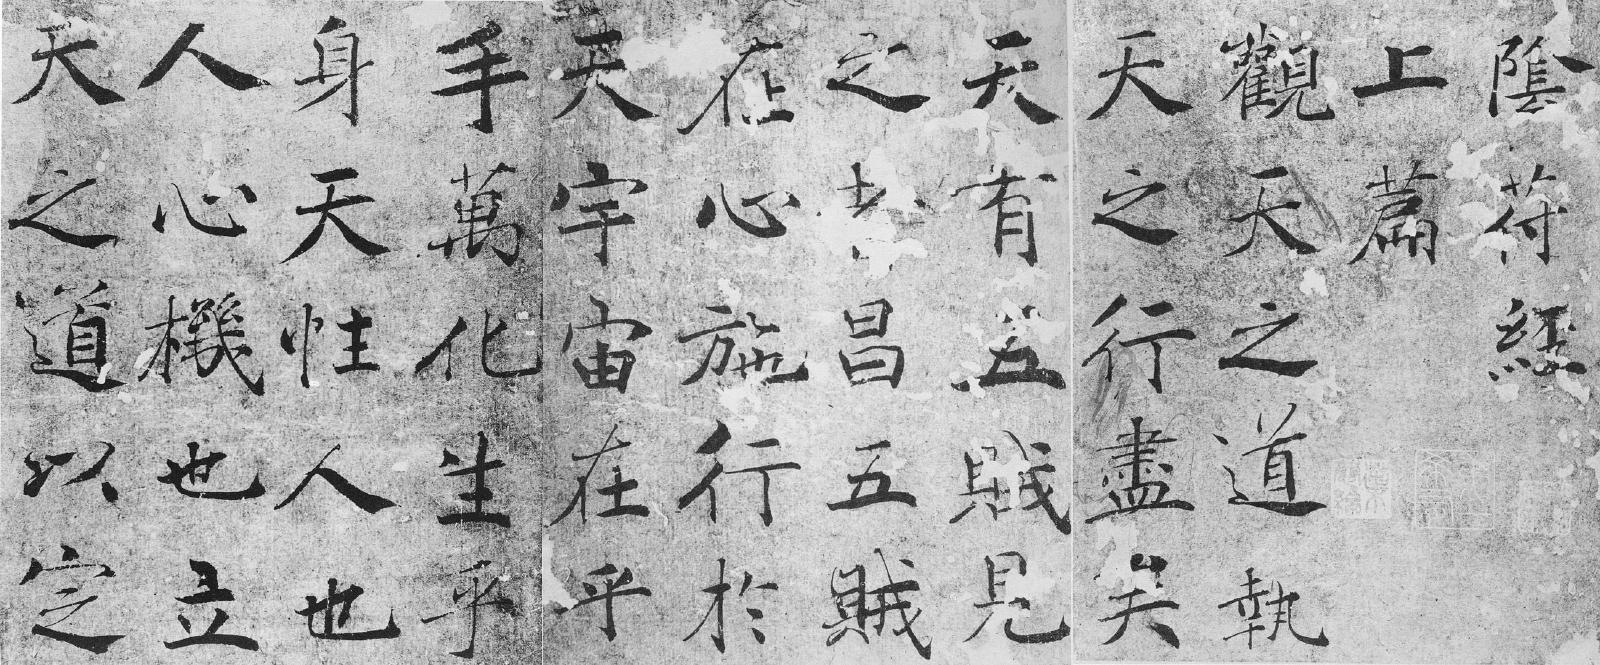 陰符經
上篇
觀天之道執
天之行盡矣
天有五賊見
之者昌五賊
在心施行於
天宇宙在乎
手萬化生乎
身天性人也
人心機也立
天之道以定